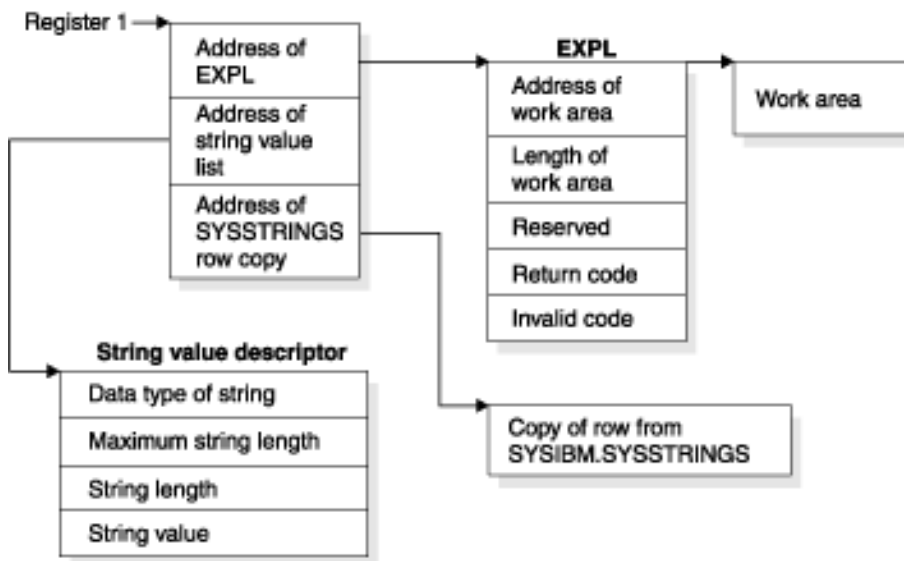 Register 1
Address of
EXPL
Address of
string value
list
Address of
SYSSTRINGS
row copy
EXPL
Address of
work area
Length of
work area
Reserved
Return code
Invalid code
Work area
String value descriptor
Data type of string
Maximum string length
String length
String value
Copy of row from
SYSIBM.SYSSTRINGS